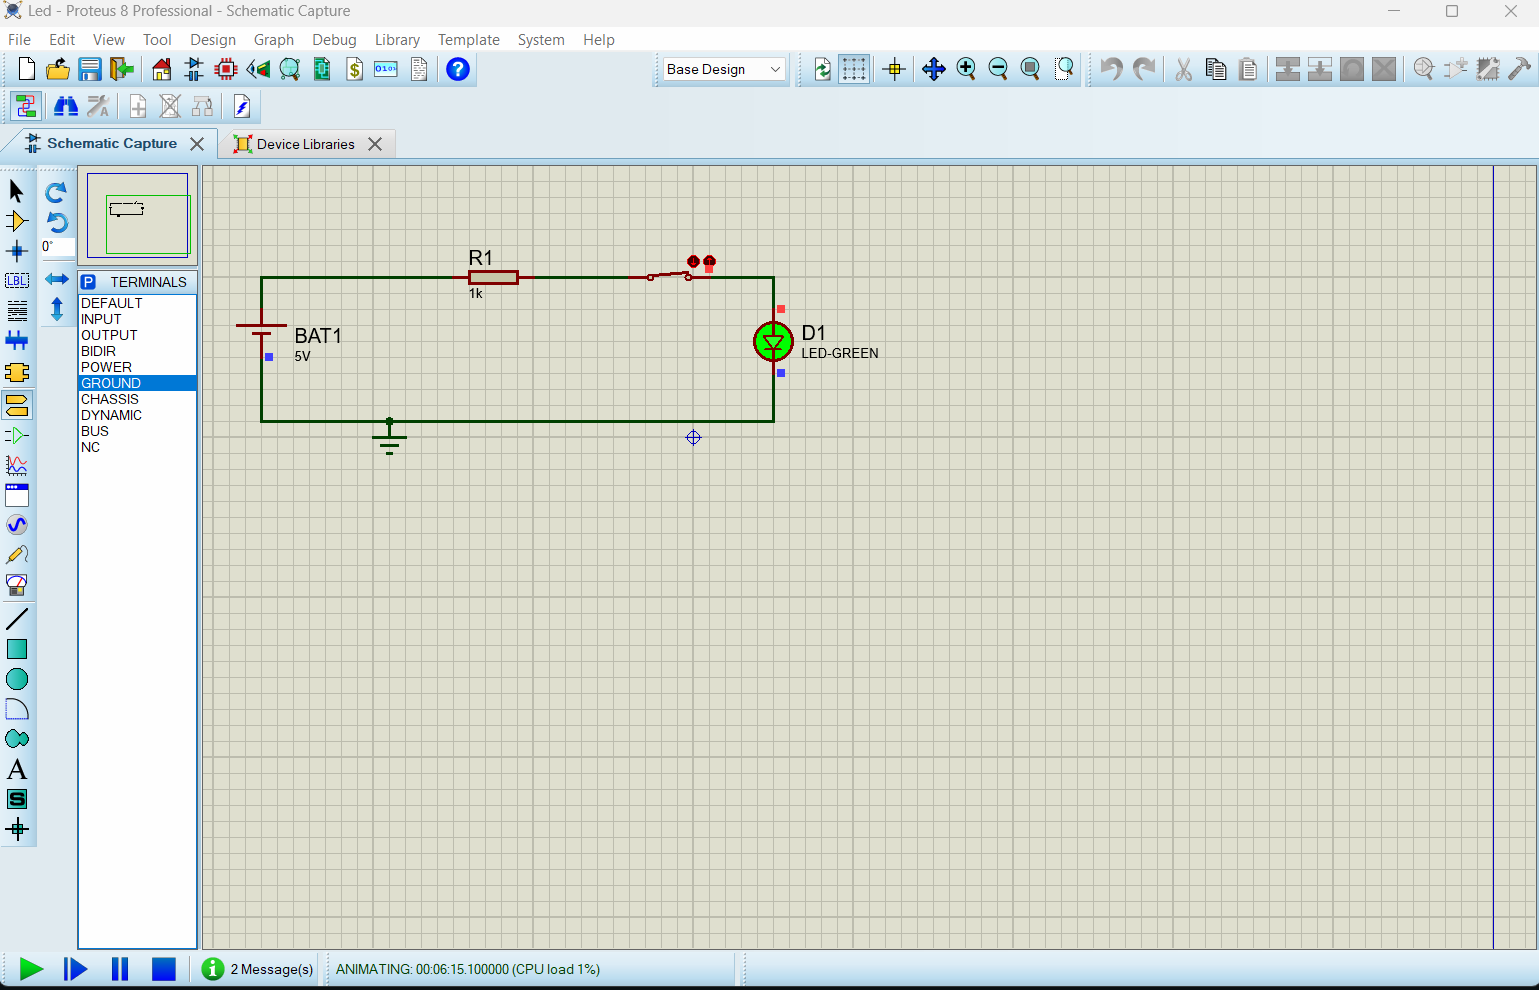 Led - Proteus 8 Professional - Schematic Capture
File Edit View Tool Design Graph Debug Library Template System Help
$ 0101 ? Base Design
A
Schematic Capture Device Libraries
0°
LBL
P TERMINALS
DEFAULT
INPUT
OUTPUT
BIDIR
POWER
GROUND
CHASSIS
DYNAMIC
BUS
NC
R1
1k
BAT1
5V
D1
LED-GREEN
A
S
i 2 Message(s) ANIMATING: 00:06:15.100000 (CPU load 1%)